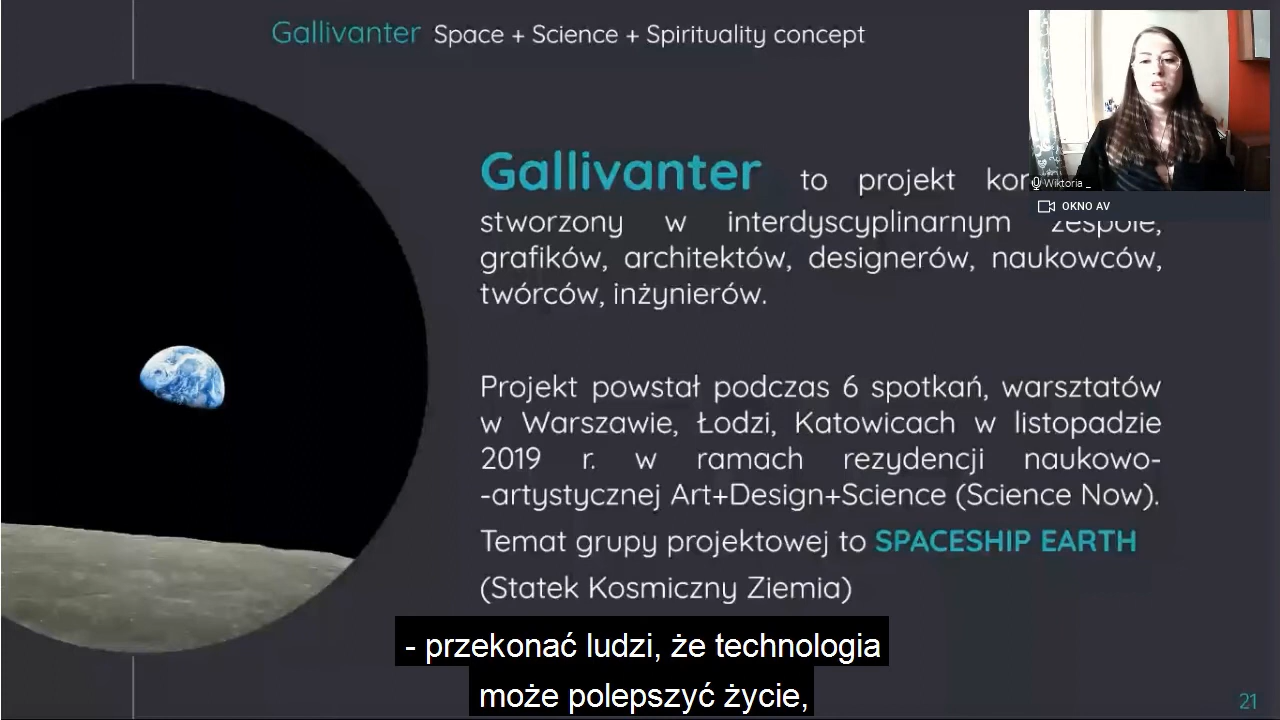 Gallivanter Space + Science + Spirituality concept
Gallivanter to projekt
stworzony w interdyscyplinarnym zespole,
grafików, architektów, designerów, naukowców,
twórców, inżynierów.
Projekt powstał podczas 6 spotkań, warsztatów
w Warszawie, Łodzi, Katowicach w listopadzie
2019 r. w ramach rezydencji naukowo-
-artystycznej Art+Design+Science (Science Now).
Temat grupy projektowej to SPACESHIP EARTH
(Statek Kosmiczny Ziemia)
Wiktoria _
OKNO AV
- przekonać ludzi, że technologia
może polepszyć życie,
21